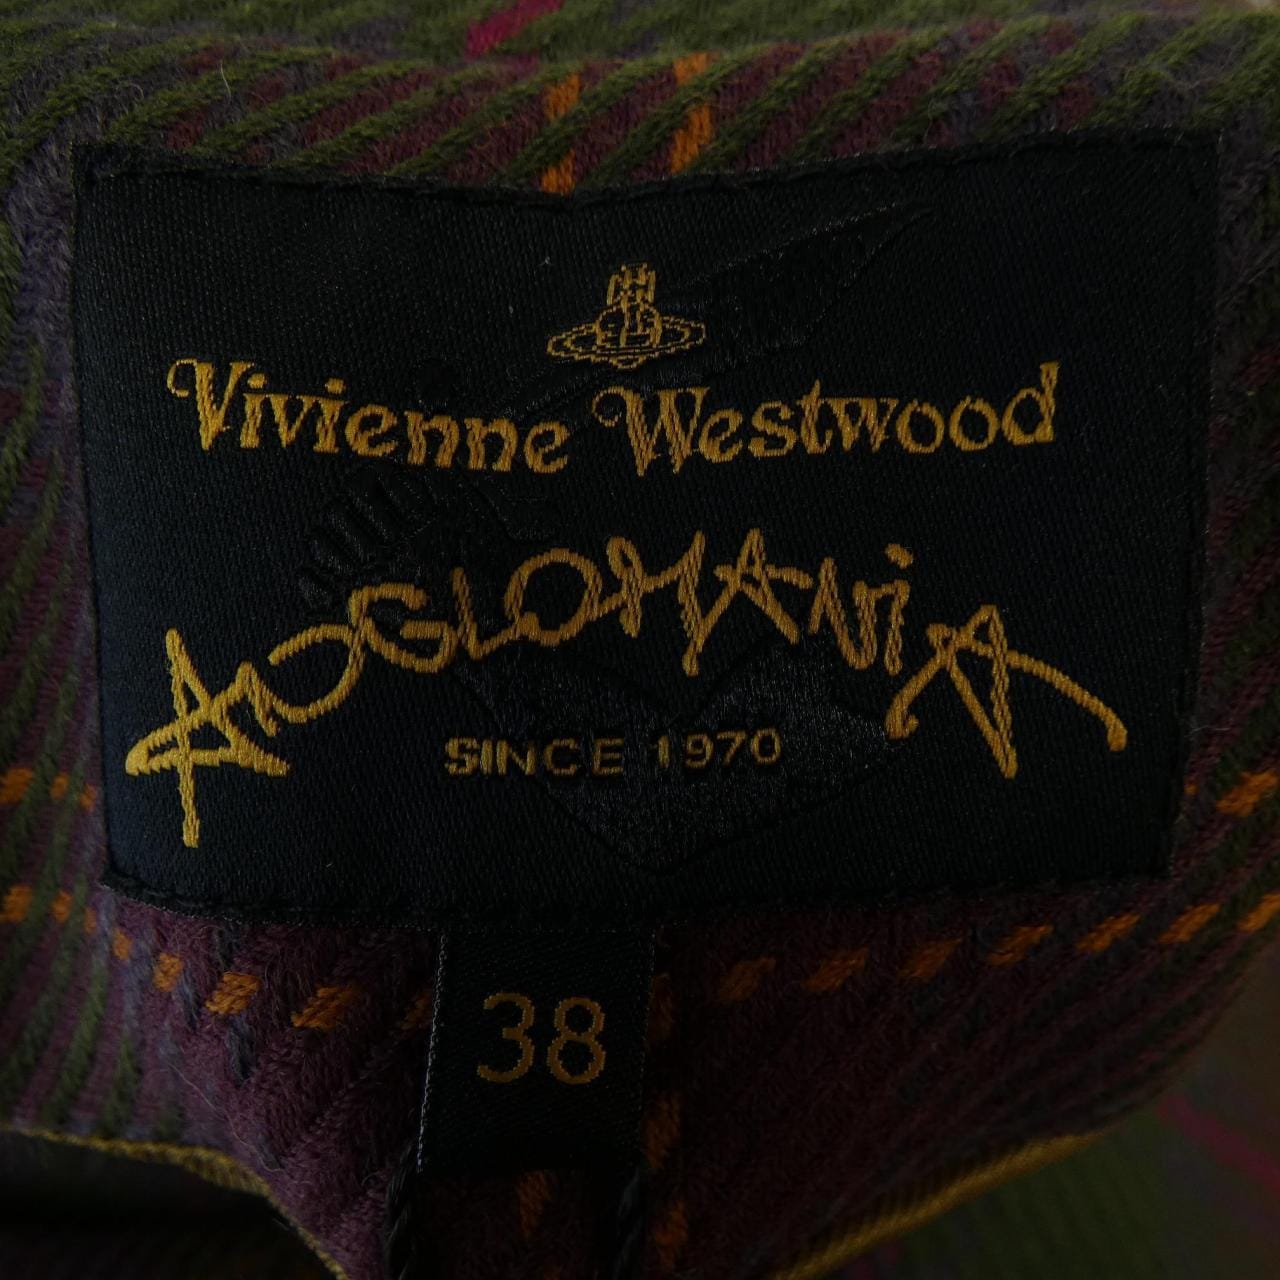 Vivienne Westwood
ANGLOMANiA
SINCE 1970
38